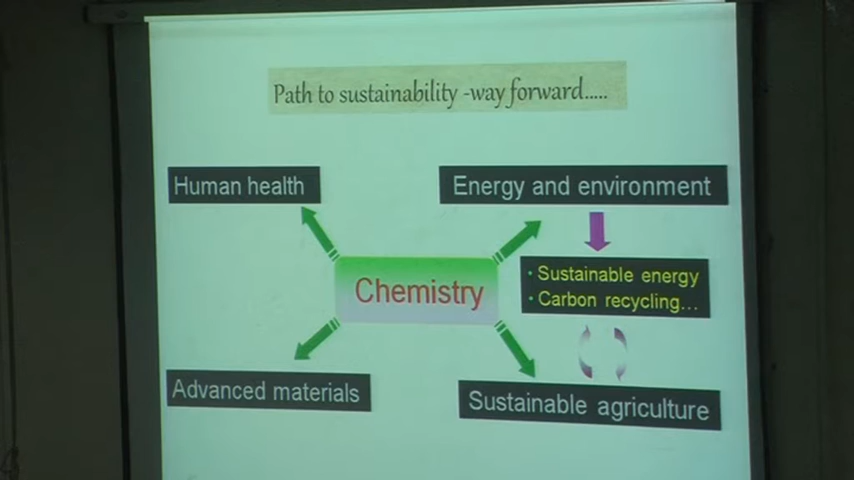 Path to sustainability -way forward.....
Human health
Energy and environment
Chemistry
• Sustainable energy
• Carbon recycling...
Advanced materials
Sustainable agriculture